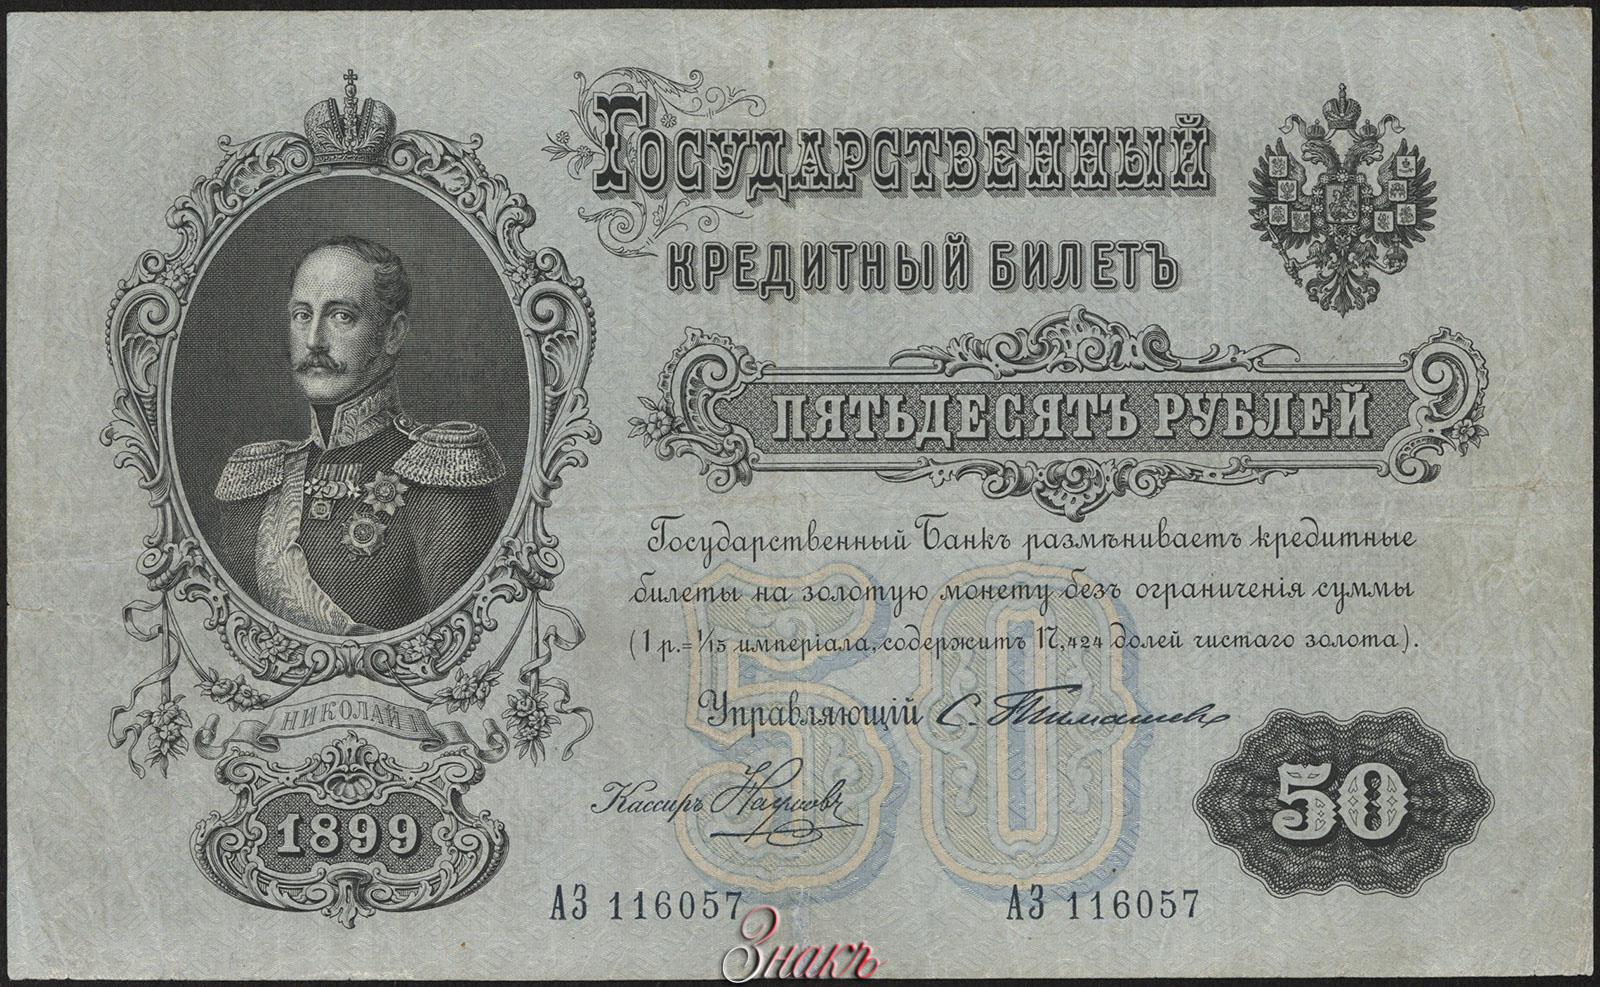 Государственный
кредитный билетъ
пятьдесятъ рублей
Государственный Банкъ размѣниваетъ кредитные
билеты на золотую монету безъ ограниченія суммы
(1 р.=1/15 имперіала, содержитъ 17,424 долей чистаго золота).
Управляющій С. Тимашев
Кассиръ
НИКОЛАЙ I
1899
50
50
АЗ 116057
АЗ 116057
Знакъ